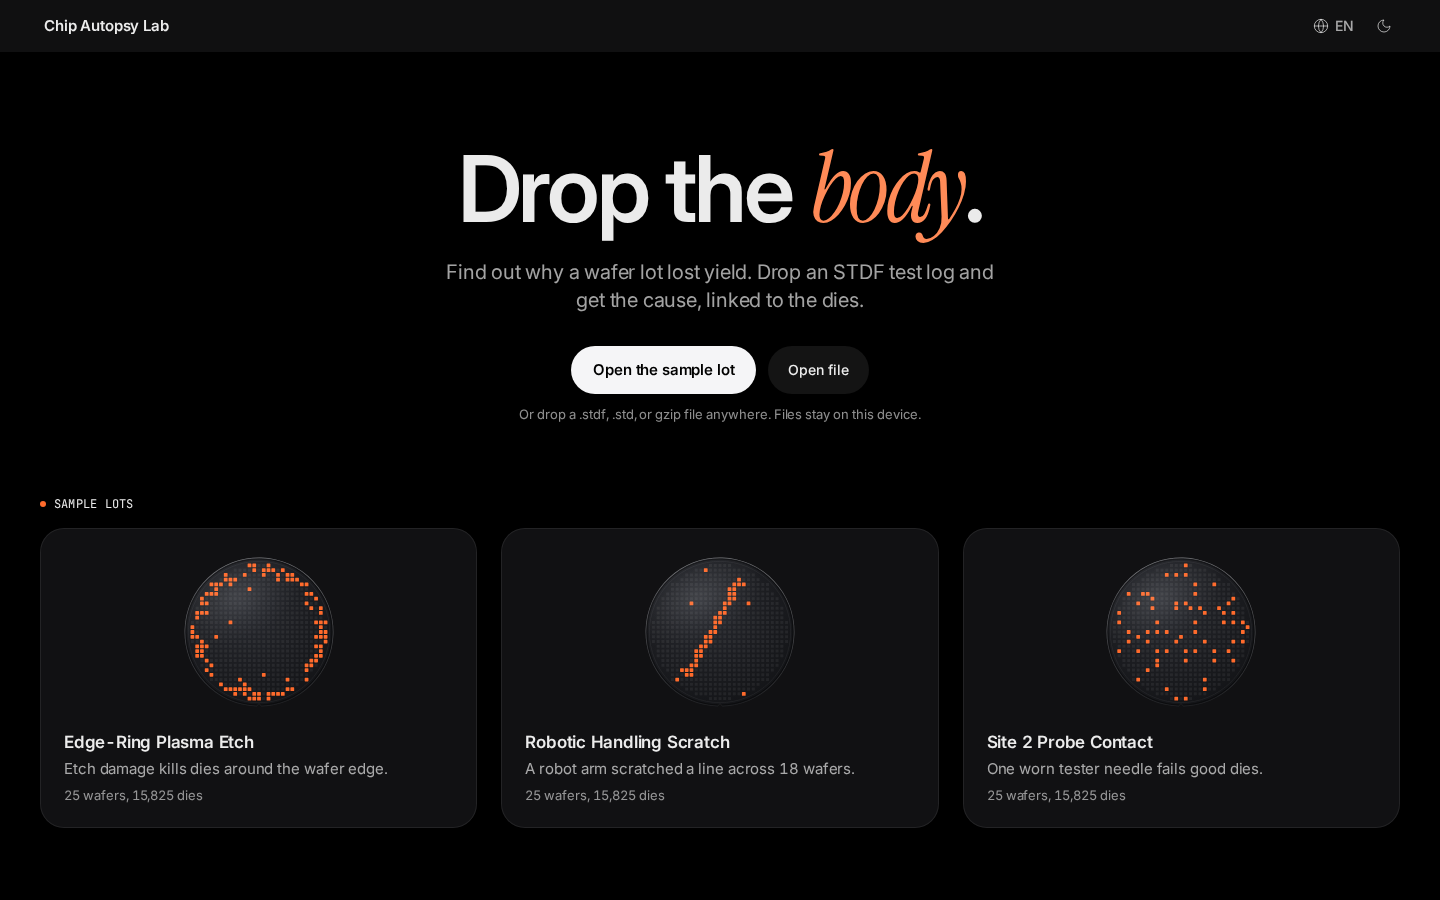 Chip Autopsy Lab
EN
Drop the body.
Find out why a wafer lot lost yield. Drop an STDF test log and
get the cause, linked to the dies.
Open the sample lot
Open file
Or drop a .stdf, .std, or gzip file anywhere. Files stay on this device.
SAMPLE LOTS
Edge-Ring Plasma Etch
Etch damage kills dies around the wafer edge.
25 wafers, 15,825 dies
Robotic Handling Scratch
A robot arm scratched a line across 18 wafers.
25 wafers, 15,825 dies
Site 2 Probe Contact
One worn tester needle fails good dies.
25 wafers, 15,825 dies